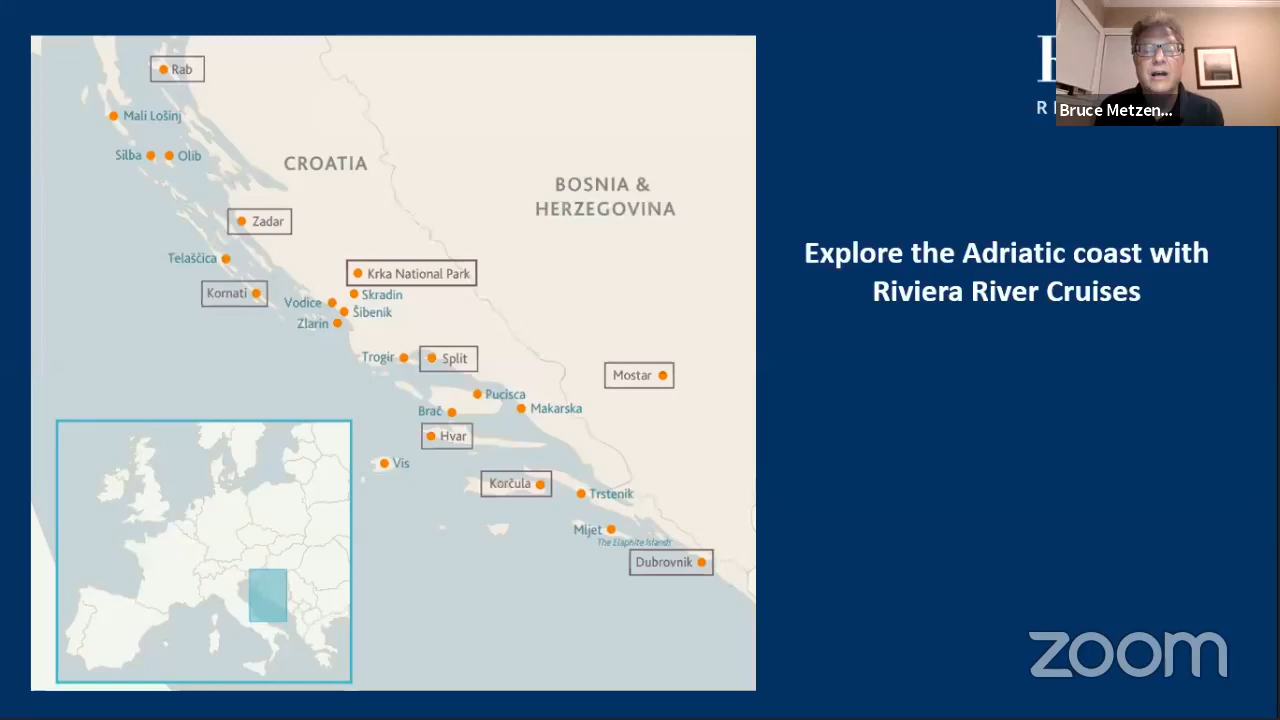 Rab
Mali Lošinj
Silba
Olib
CROATIA
BOSNIA &
HERZEGOVINA
Zadar
Telaščica
Krka National Park
Kornati
Skradin
Vodice
Šibenik
Zlarin
Trogir
Split
Mostar
Pucisca
Brač
Makarska
Hvar
Vis
Korčula
Trstenik
Mljet
The Elaphite Islands
Dubrovnik
Bruce Metzen...
Explore the Adriatic coast with
Riviera River Cruises
zoom